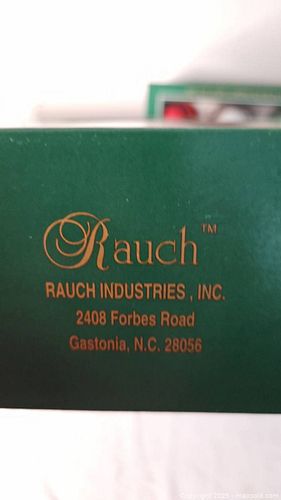 Rauch™
RAUCH INDUSTRIES , INC.
2408 Forbes Road
Gastonia, N.C. 28056